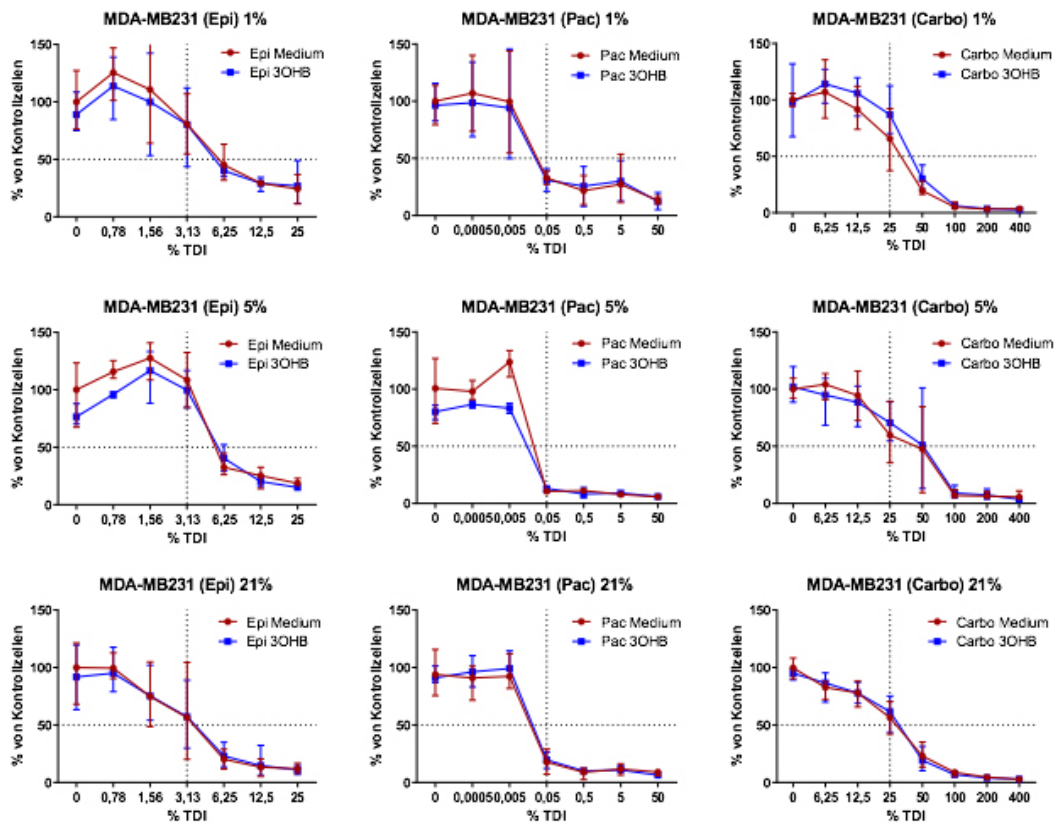 MDA-MB231 (Epi) 1%
150
100
50
0
% von Kontrollzellen
Epi Medium
Epi 3OHB
0 0,78 1,56 3,13 6,25 12,5 25
% TDI
MDA-MB231 (Pac) 1%
150
100
50
0
% von Kontrollzellen
Pac Medium
Pac 3OHB
0 0,0005 0,005 0,05 0,5 5 50
% TDI
MDA-MB231 (Carbo) 1%
150
100
50
0
% von Kontrollzellen
Carbo Medium
Carbo 3OHB
0 6,25 12,5 25 50 100 200 400
% TDI
MDA-MB231 (Epi) 5%
150
100
50
0
% von Kontrollzellen
Epi Medium
Epi 3OHB
0 0,78 1,56 3,13 6,25 12,5 25
% TDI
MDA-MB231 (Pac) 5%
150
100
50
0
% von Kontrollzellen
Pac Medium
Pac 3OHB
0 0,0005 0,005 0,05 0,5 5 50
% TDI
MDA-MB231 (Carbo) 5%
150
100
50
0
% von Kontrollzellen
Carbo Medium
Carbo 3OHB
0 6,25 12,5 25 50 100 200 400
% TDI
MDA-MB231 (Epi) 21%
150
100
50
0
% von Kontrollzellen
Epi Medium
Epi 3OHB
0 0,78 1,56 3,13 6,25 12,5 25
% TDI
MDA-MB231 (Pac) 21%
150
100
50
0
% von Kontrollzellen
Pac Medium
Pac 3OHB
0 0,0005 0,005 0,05 0,5 5 50
% TDI
MDA-MB231 (Carbo) 21%
150
100
50
0
% von Kontrollzellen
Carbo Medium
Carbo 3OHB
0 6,25 12,5 25 50 100 200 400
% TDI